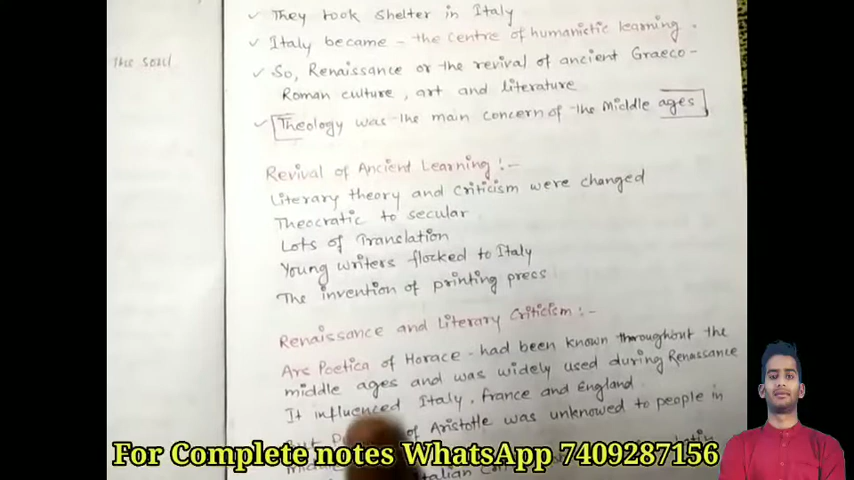 ✓ They took shelter in Italy
✓ Italy became - the centre of humanistic learning.
The soul
✓ So, Renaissance or the revival of ancient Graeco-
Roman culture, art and literature
✓ Theology was the main concern of the Middle ages
Revival of Ancient Learning :-
Literary theory and criticism were changed
Theocratic to secular
Lots of Translation
Young writers flocked to Italy
The invention of printing press
Renaissance and Literary Criticism :-
Ars Poetica of Horace - had been known throughout the
middle ages and was widely used during Renassance
It influenced Italy, France and England
But of Aristotle was unknowed to people in
For Complete notes WhatsApp 7409287156